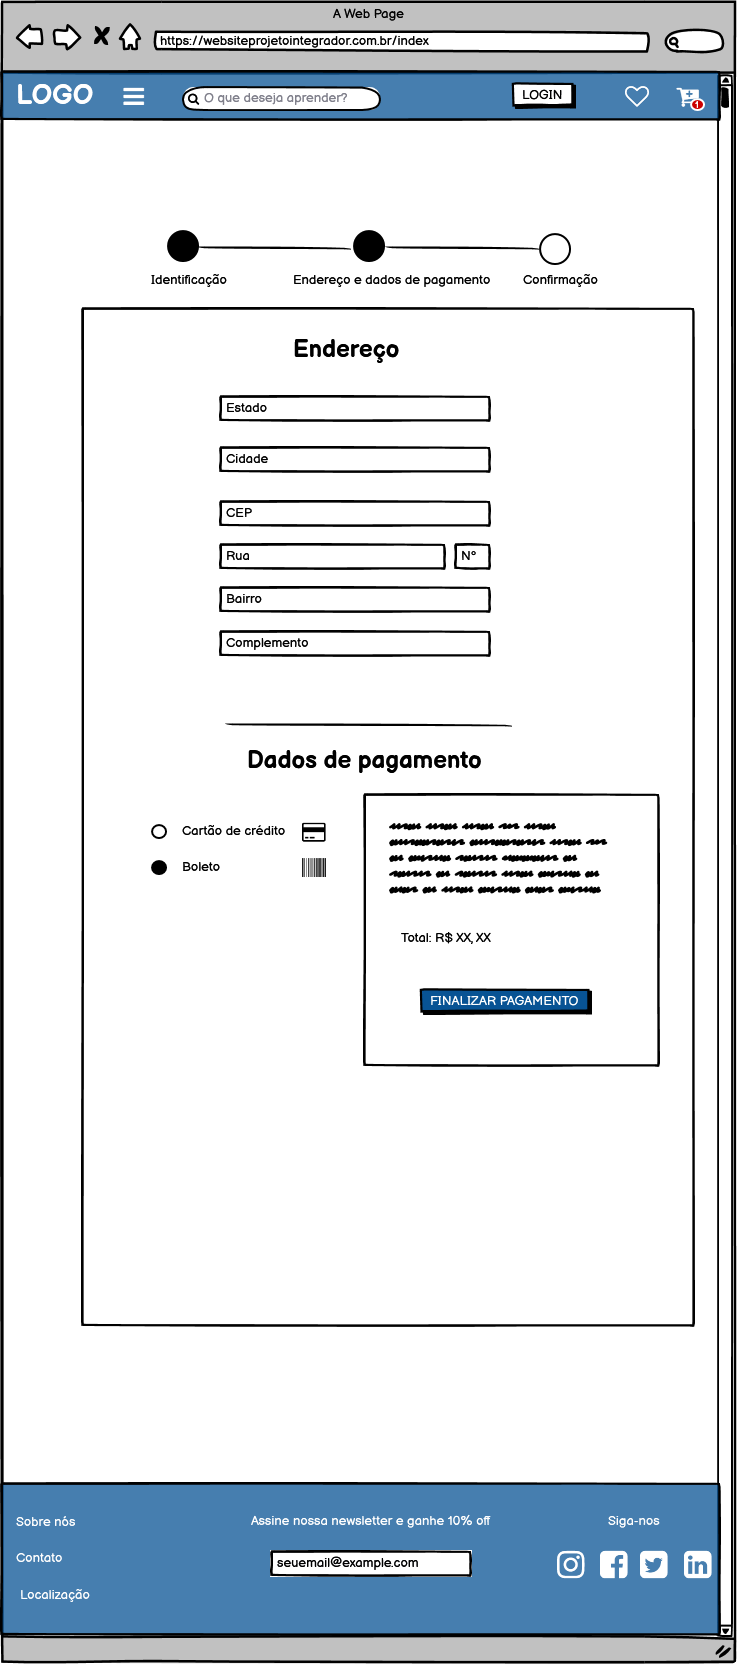 A Web Page
https://websiteprojetointegrador.com.br/index
LOGO
O que deseja aprender?
LOGIN
1
Identificação
Endereço e dados de pagamento
Confirmação
Endereço
Estado
Cidade
CEP
Rua
Nº
Bairro
Complemento
Dados de pagamento
Cartão de crédito
Boleto
Total: R$ XX, XX
FINALIZAR PAGAMENTO
Sobre nós
Assine nossa newsletter e ganhe 10% off
Siga-nos
Contato
seuemail@example.com
Localização